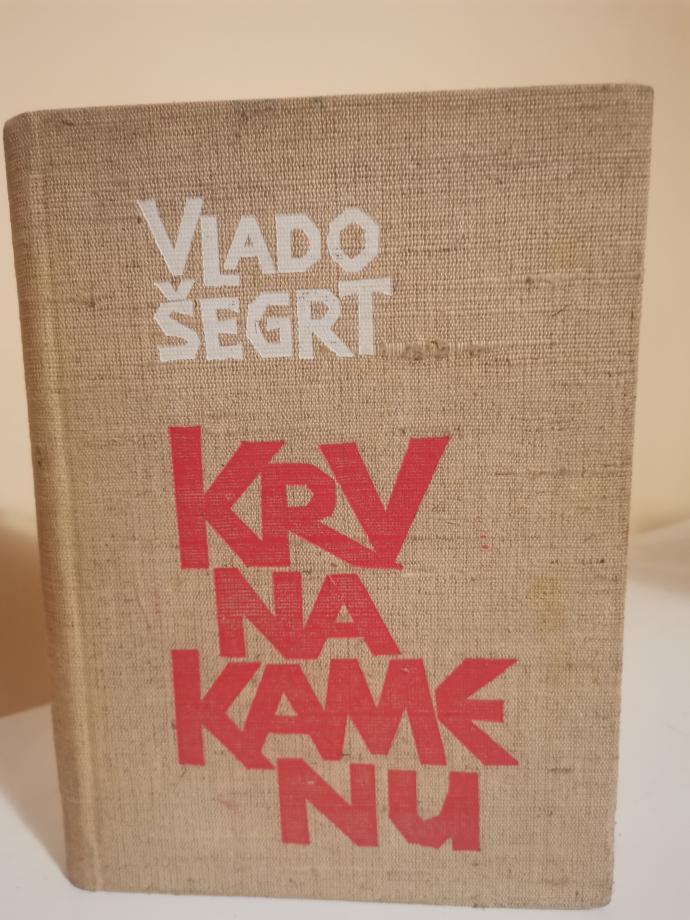 VLADO
ŠEGRT
KRV
NA
KAME
NU